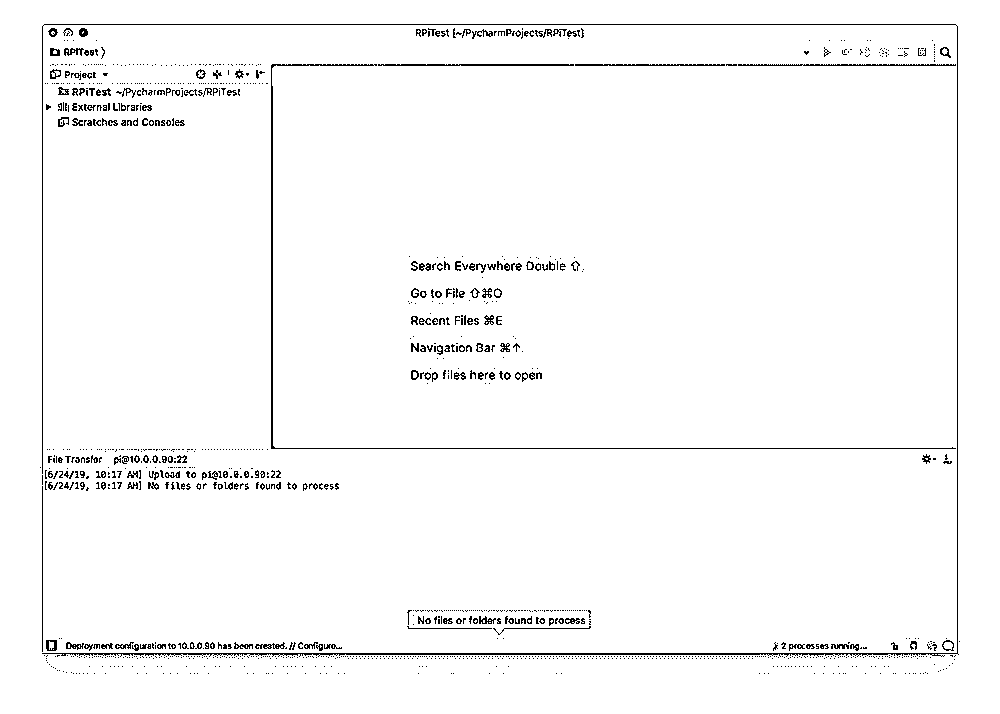 RPiTest [~/PycharmProjects/RPiTest]
RPiTest
Project
RPiTest ~/PycharmProjects/RPiTest
External Libraries
Scratches and Consoles
Search Everywhere Double ⇧
Go to File ⇧⌘O
Recent Files ⌘E
Navigation Bar ⌘↑
Drop files here to open
File Transfer pi@10.0.0.90:22
[6/24/19, 10:17 AM] Upload to pi@10.0.0.90:22
[6/24/19, 10:17 AM] No files or folders found to process
No files or folders found to process
Deployment configuration to 10.0.0.90 has been created. // Configure... 2 processes running...